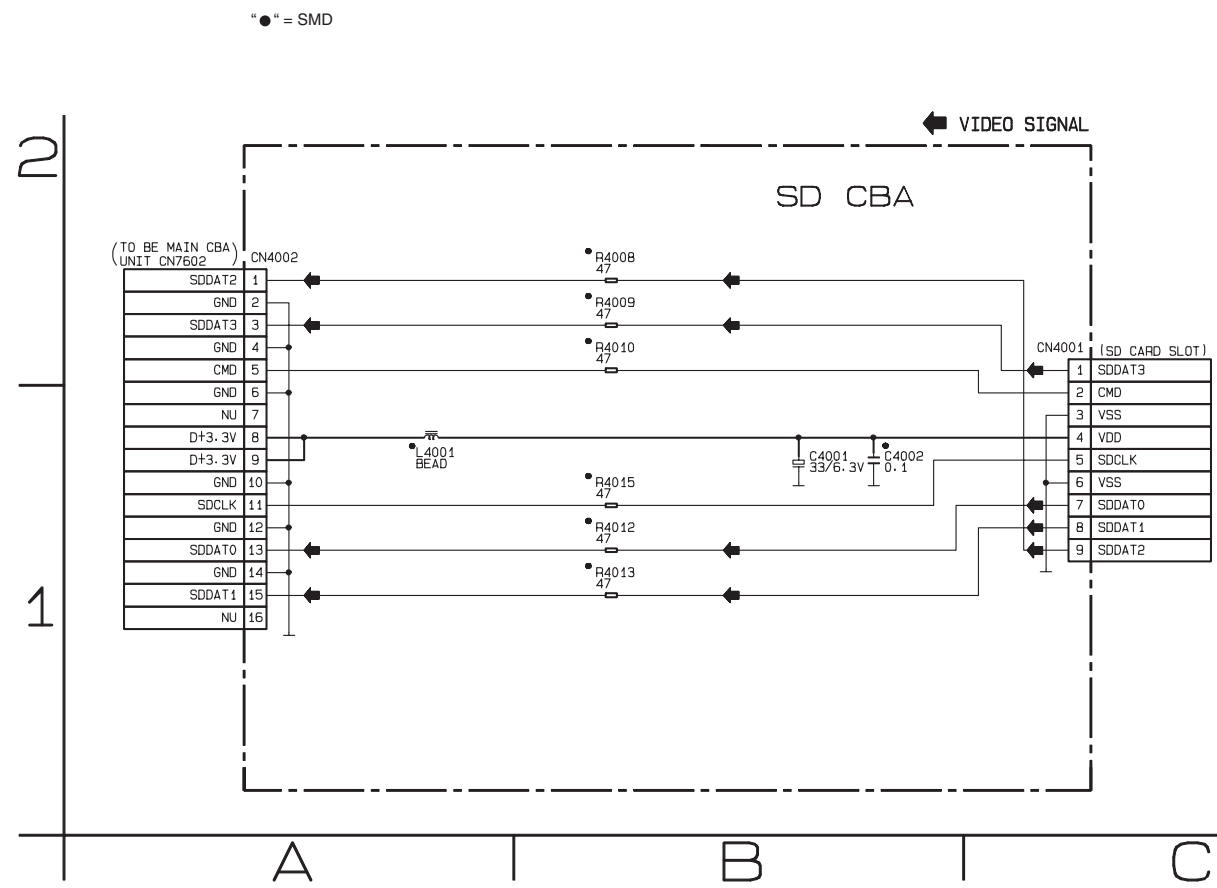 “●“ = SMD
VIDEO SIGNAL
2
SD CBA
(TO BE MAIN CBA
UNIT CN7602)
CN4002
SDDAT2 1
GND 2
SDDAT3 3
GND 4
CMD 5
GND 6
NU 7
D+3.3V 8
D+3.3V 9
GND 10
SDCLK 11
GND 12
SDDAT0 13
GND 14
SDDAT1 15
NU 16
R4008
47
R4009
47
R4010
47
L4001
BEAD
C4001
33/6.3V
C4002
0.1
R4015
47
R4012
47
R4013
47
CN4001 (SD CARD SLOT)
1 SDDAT3
2 CMD
3 VSS
4 VDD
5 SDCLK
6 VSS
7 SDDAT0
8 SDDAT1
9 SDDAT2
1
A B C